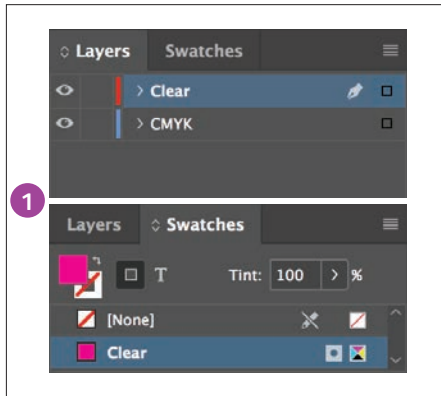 Layers Swatches
Clear
CMYK
1
Layers Swatches
T Tint: 100 > %
[None]
Clear